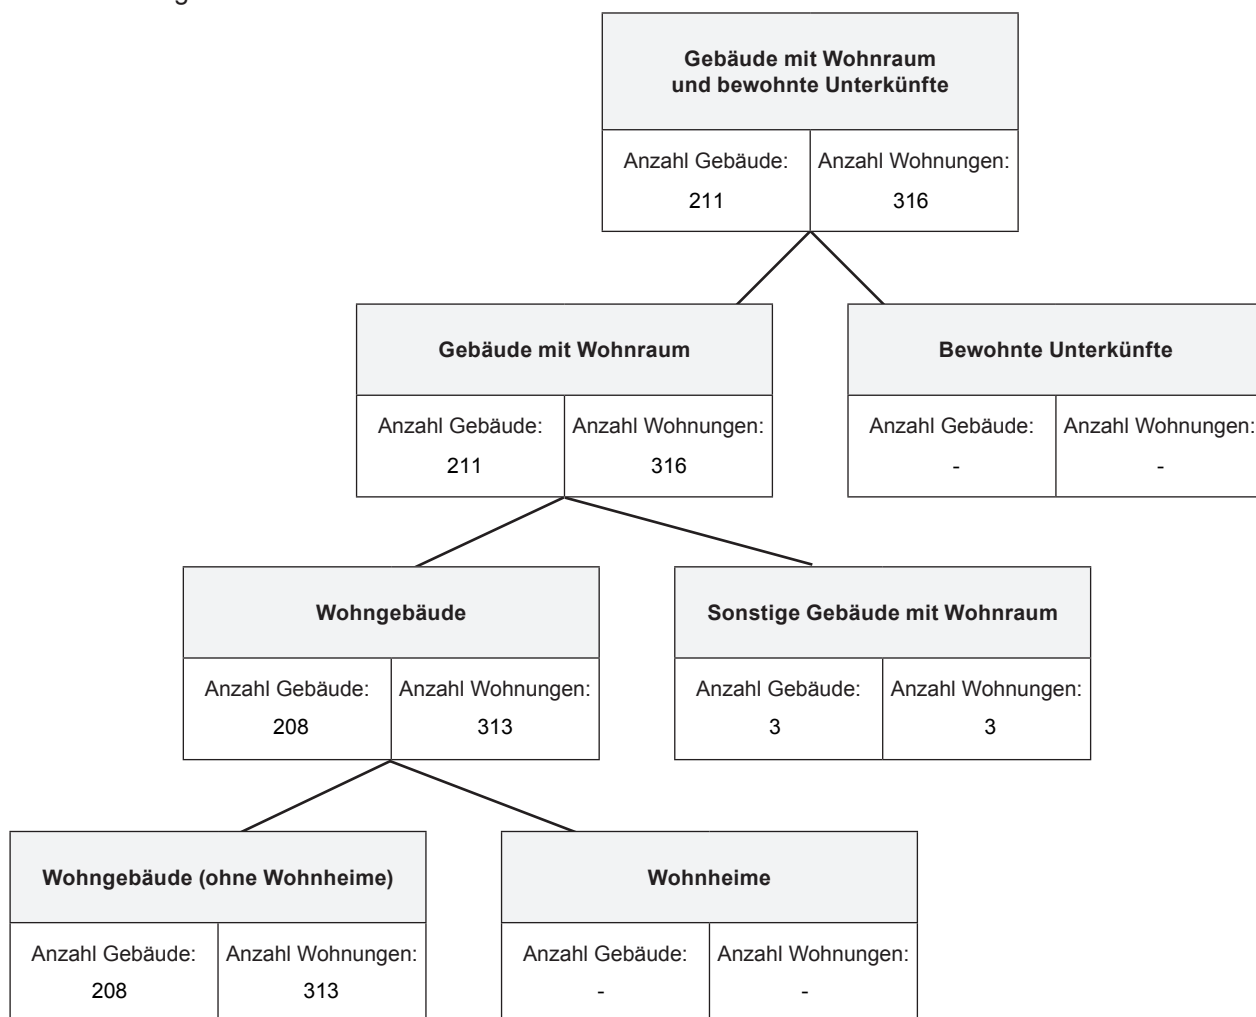 Gebäude mit Wohnraum
und bewohnte Unterkünfte
Anzahl Gebäude: Anzahl Wohnungen:
211 316
Gebäude mit Wohnraum
Anzahl Gebäude: Anzahl Wohnungen:
211 316
Bewohnte Unterkünfte
Anzahl Gebäude: Anzahl Wohnungen:
- -
Wohngebäude
Anzahl Gebäude: Anzahl Wohnungen:
208 313
Sonstige Gebäude mit Wohnraum
Anzahl Gebäude: Anzahl Wohnungen:
3 3
Wohngebäude (ohne Wohnheime)
Anzahl Gebäude: Anzahl Wohnungen:
208 313
Wohnheime
Anzahl Gebäude: Anzahl Wohnungen:
- -